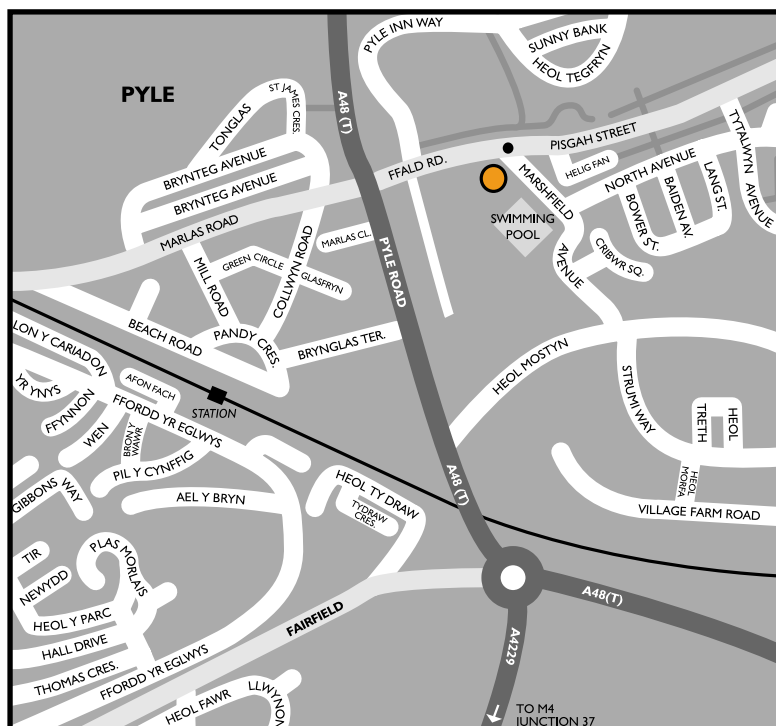 PYLE INN WAY
SUNNY BANK
HEOL TEGFRYN
PYLE
A48 (T)
ST JAMES CRES.
TONGLAS
BRYNTEG AVENUE
BRYNTEG AVENUE
MARLAS ROAD
FFALD RD.
PISGAH STREET
HELIG FAN
TYTALWYN AVENUE
NORTH AVENUE
LANG ST.
BAIDEN AV.
BOWER ST.
MARSHFIELD
AVENUE
SWIMMING
POOL
CRIBWR SQ.
MARLAS CL.
PYLE ROAD
GREEN CIRCLE
GLASFRYN
MILL ROAD
COLLWYN ROAD
BEACH ROAD
PANDY CRES.
BRYNGLAS TER.
HEOL MOSTYN
STRUMI WAY
LON Y CARIADON
YR YNYS
AFON FACH
STATION
FFYNNON
WEN
FFORDD YR EGLWYS
BRON Y
WAWR
PIL Y CYNFFIG
GIBBONS
WAY
AEL Y BRYN
HEOL TY DRAW
TYDRAW
CRES.
A48 (T)
HEOL
TRETH
HEOL
MORFA
VILLAGE FARM ROAD
TIR
NEWYDD
PLAS MORLAIS
HEOL Y PARC
HALL DRIVE
THOMAS CRES.
FFORDD YR EGLWYS
FAIRFIELD
A48(T)
A4229
HEOL FAWR
LLWYNON
TO M4
JUNCTION 37